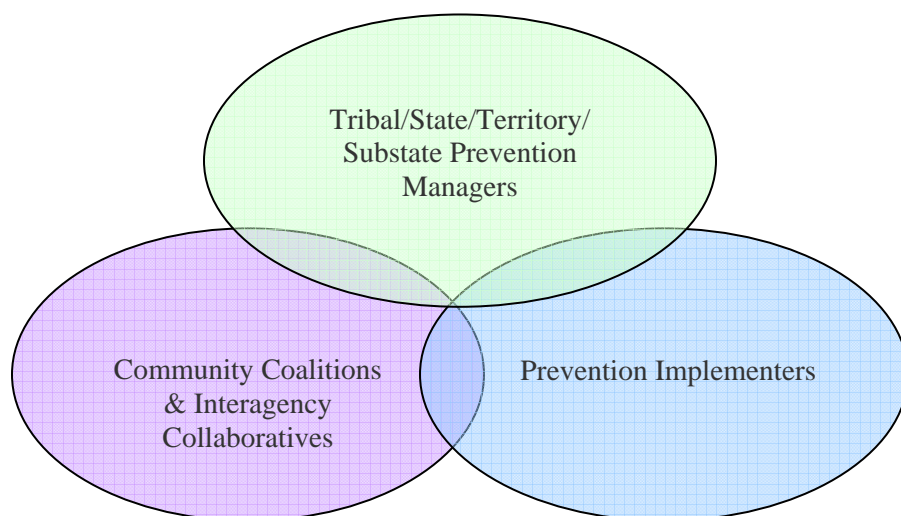 Tribal/State/Territory/
Substate Prevention
Managers
Community Coalitions
& Interagency
Collaboratives
Prevention Implementers